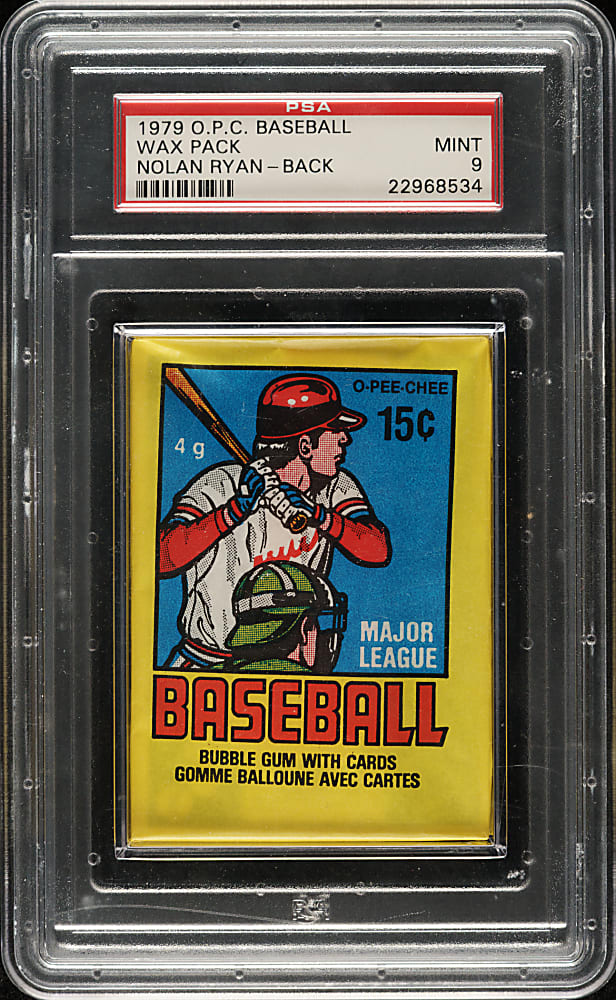 PSA
1979 O.P.C. BASEBALL
WAX PACK MINT
NOLAN RYAN – BACK 9
22968534
O-PEE-CHEE
15¢
4 g
MAJOR
LEAGUE
BASEBALL
BUBBLE GUM WITH CARDS
GOMME BALLOUNE AVEC CARTES
PSA